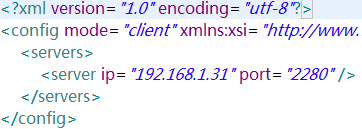 <?xml version="1.0" encoding="utf-8"?>
<config mode="client" xmlns:xsi="http://www.
<servers>
<server ip="192.168.1.31" port="2280" />
</servers>
</config>